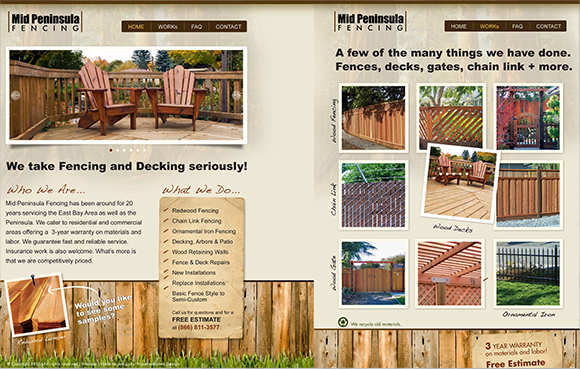 Mid Peninsula
FENCING
HOME WORKs FAQ CONTACT
We take Fencing and Decking seriously!
Who We Are...
Mid Peninsula Fencing has been around for 20
years servicing the East Bay Area as well as the
Peninsula. We cater to residential and commercial
areas offering a 3-year warranty on materials and
labor. We guarantee fast and reliable service.
Insurance work is also welcome. What's more is
that we are competitively priced.
What We Do...
Redwood Fencing
Chain Link Fencing
Ornamental Iron Fencing
Decking, Arbors & Patio
Wood Retaining Walls
Fence & Deck Repairs
New Installations
Replace Installations
Basic Fence Style to
Semi-Custom
Call us for questions and for a
FREE ESTIMATE
at (866) 811-3577
Would you like
to see some
samples?
Mid Peninsula
FENCING
HOME WORKs FAQ CONTACT
A few of the many things we have done.
Fences, decks, gates, chain link + more.
Wood Fencing
Chain Link
Wood Decks
Wood Gate
Ornamental Iron
We recycle old materials.
3 YEAR WARRANTY
on materials and labor!
Free Estimate